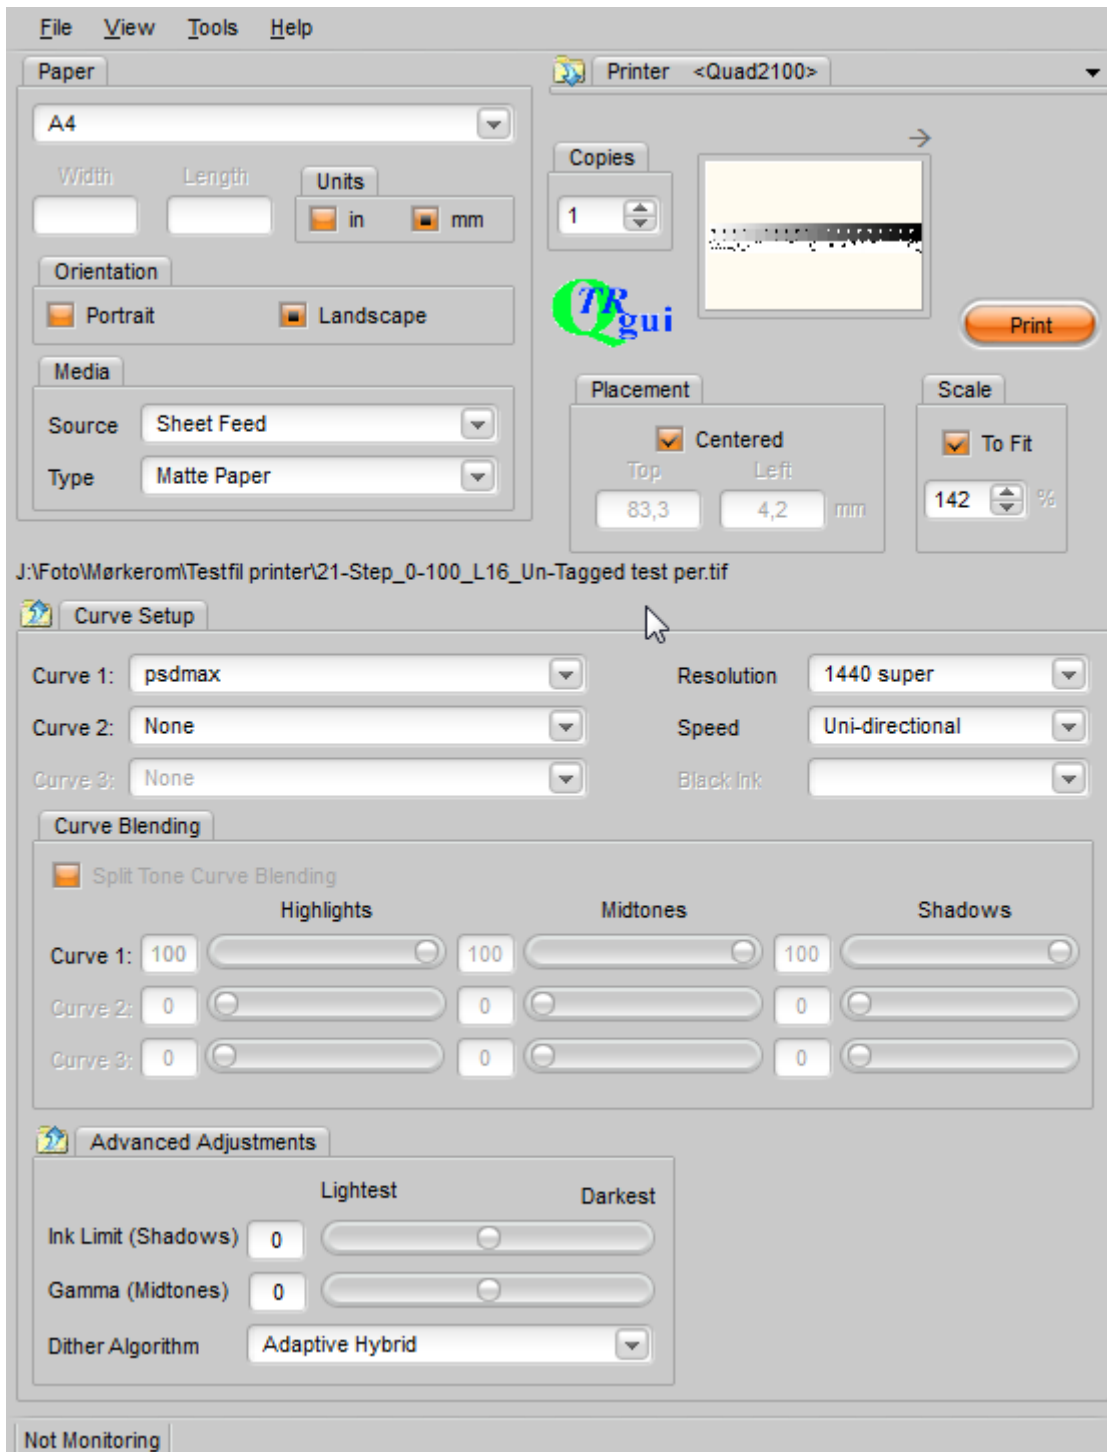 File View Tools Help
Paper
Printer <Quad2100>
A4
Width Length
Units
in mm
Copies
1
Orientation
Portrait Landscape
QTRgui
Print
Media
Source Sheet Feed
Type Matte Paper
Placement
Centered
Top Left
83,3 4,2 mm
Scale
To Fit
142 %
J:\Foto\Mørkerom\Testfil printer\21-Step_0-100_L16_Un-Tagged test per.tif
Curve Setup
Curve 1: psdmax Resolution 1440 super
Curve 2: None Speed Uni-directional
Curve 3: None Black Ink
Curve Blending
Split Tone Curve Blending
Highlights Midtones Shadows
Curve 1: 100 100 100
Curve 2: 0 0 0
Curve 3: 0 0 0
Advanced Adjustments
Lightest Darkest
Ink Limit (Shadows) 0
Gamma (Midtones) 0
Dither Algorithm Adaptive Hybrid
Not Monitoring